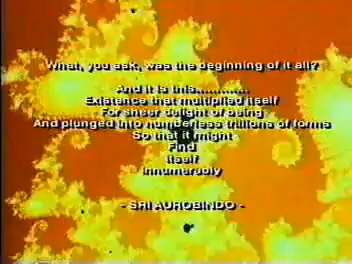 What, you ask, was the beginning of it all?
And it is this............
Existence that multiplied itself
For sheer delight of being
And plunged into numberless trillions of forms
So that it might
Find
Itself
Innumerably
- SRI AUROBINDO -